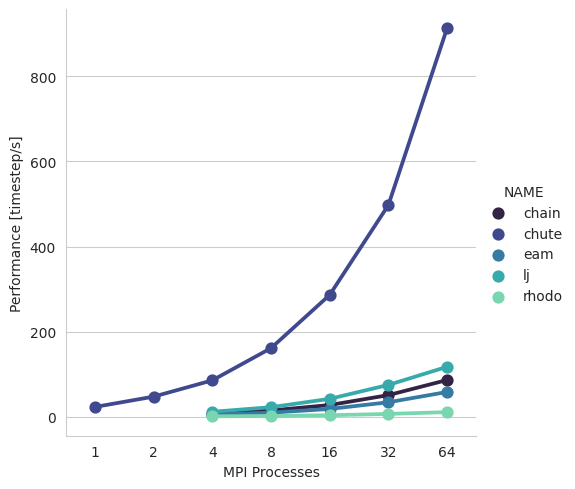 800
600
400
200
0
Performance [timestep/s]
1 2 4 8 16 32 64
MPI Processes
NAME
chain
chute
eam
lj
rhodo